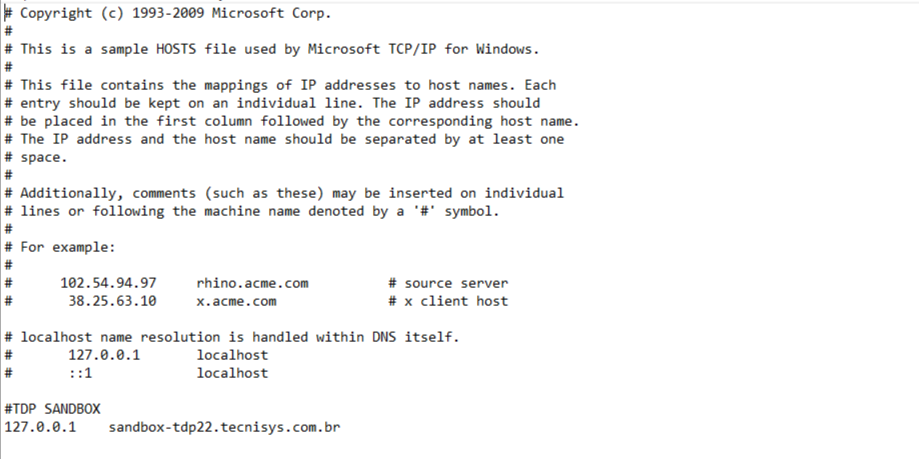 # Copyright (c) 1993-2009 Microsoft Corp.
#
# This is a sample HOSTS file used by Microsoft TCP/IP for Windows.
#
# This file contains the mappings of IP addresses to host names. Each
# entry should be kept on an individual line. The IP address should
# be placed in the first column followed by the corresponding host name.
# The IP address and the host name should be separated by at least one
# space.
#
# Additionally, comments (such as these) may be inserted on individual
# lines or following the machine name denoted by a '#' symbol.
#
# For example:
#
#      102.54.94.97     rhino.acme.com          # source server
#       38.25.63.10     x.acme.com              # x client host

# localhost name resolution is handled within DNS itself.
#       127.0.0.1       localhost
#       ::1             localhost

#TDP SANDBOX
127.0.0.1    sandbox-tdp22.tecnisys.com.br